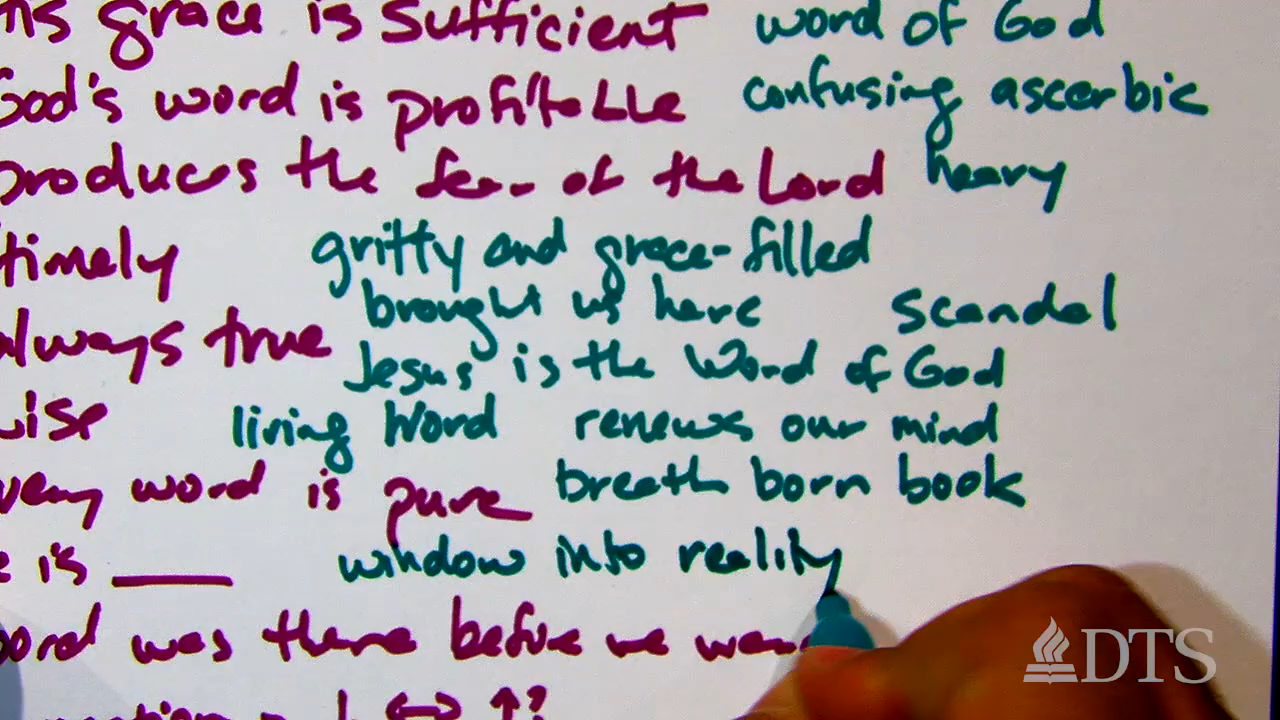 his grace is sufficient word of God
God's word is profitable confusing ascerbic
produces the fear of the Lord heavy
timely gritty and grace-filled
brought us here scandal
always true
Jesus is the Word of God
wise living Word renews our mind
every word is pure breath born book
is ____ window into reality
word was there before we were
DTS